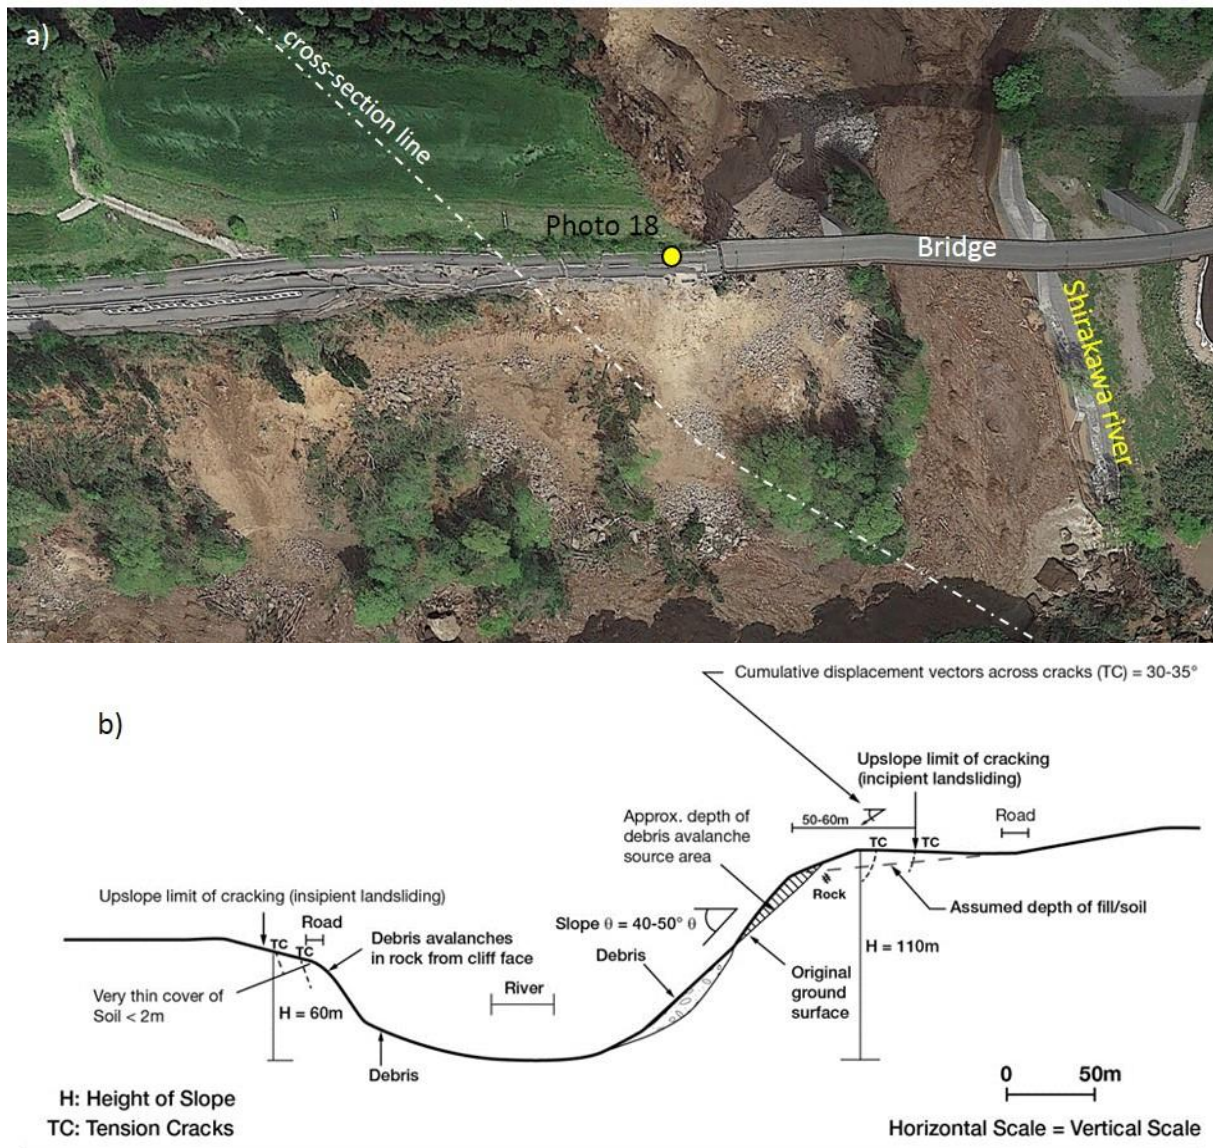 a)
cross-section line
Photo 18
Bridge
Shirakawa river
b)
Cumulative displacement vectors across cracks (TC) = 30-35°
Upslope limit of cracking
(incipient landsliding)
50-60m
Road
TC
TC
Approx. depth of
debris avalanche
source area
Rock
Assumed depth of fill/soil
Slope θ = 40-50° θ
H = 110m
Upslope limit of cracking (insipient landsliding)
TC
TC
Road
Debris avalanches
in rock from cliff face
Debris
River
Original
ground
surface
Very thin cover of
Soil < 2m
H = 60m
Debris
0 50m
H: Height of Slope
TC: Tension Cracks
Horizontal Scale = Vertical Scale